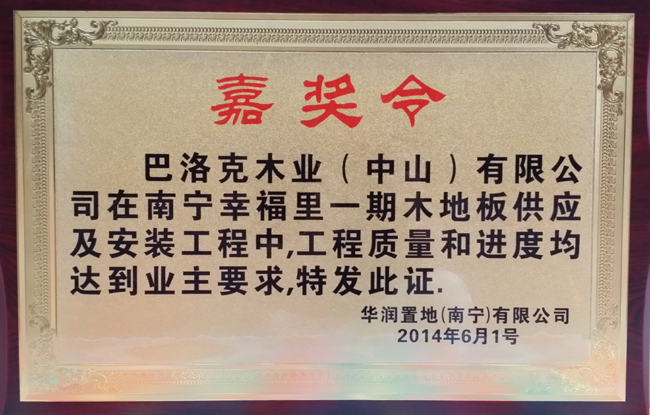 嘉奖令
巴洛克木业（中山）有限公
司在南宁幸福里一期木地板供应
及安装工程中,工程质量和进度均
达到业主要求,特发此证.
华润置地(南宁)有限公司
2014年6月1号